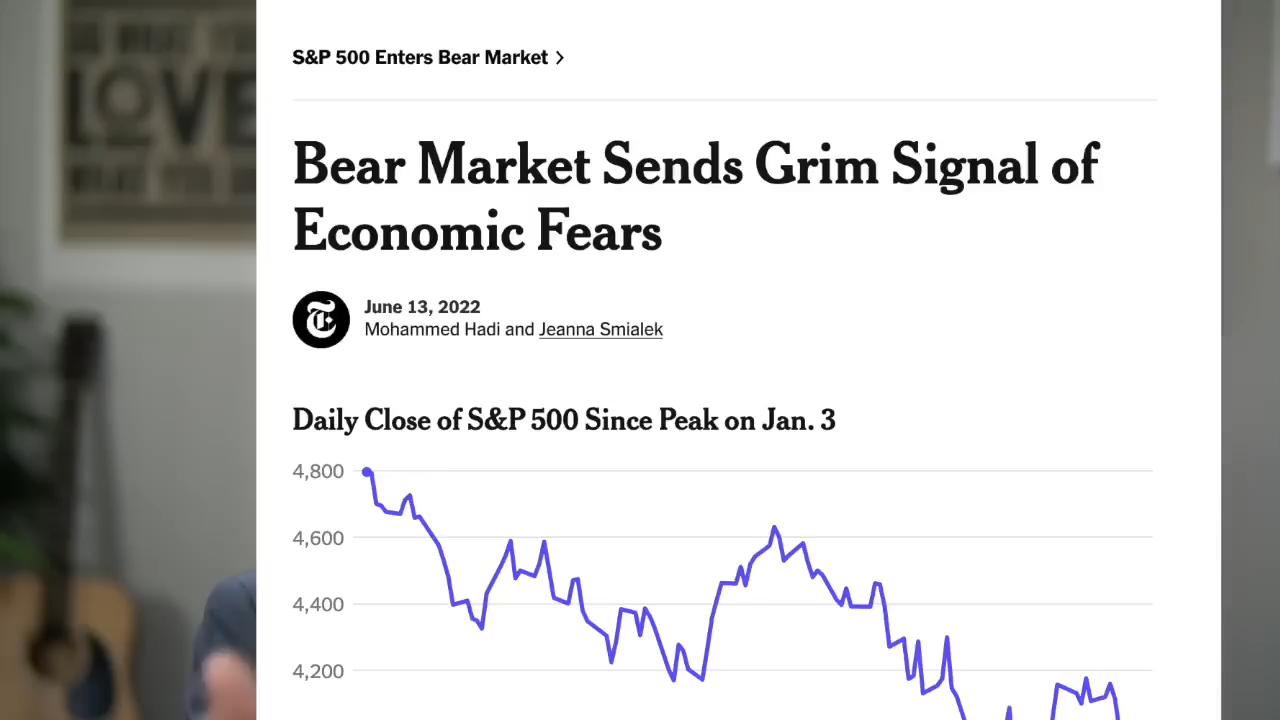 LOVE
S&P 500 Enters Bear Market >
Bear Market Sends Grim Signal of
Economic Fears
June 13, 2022
Mohammed Hadi and Jeanna Smialek
Daily Close of S&P 500 Since Peak on Jan. 3
4,800
4,600
4,400
4,200